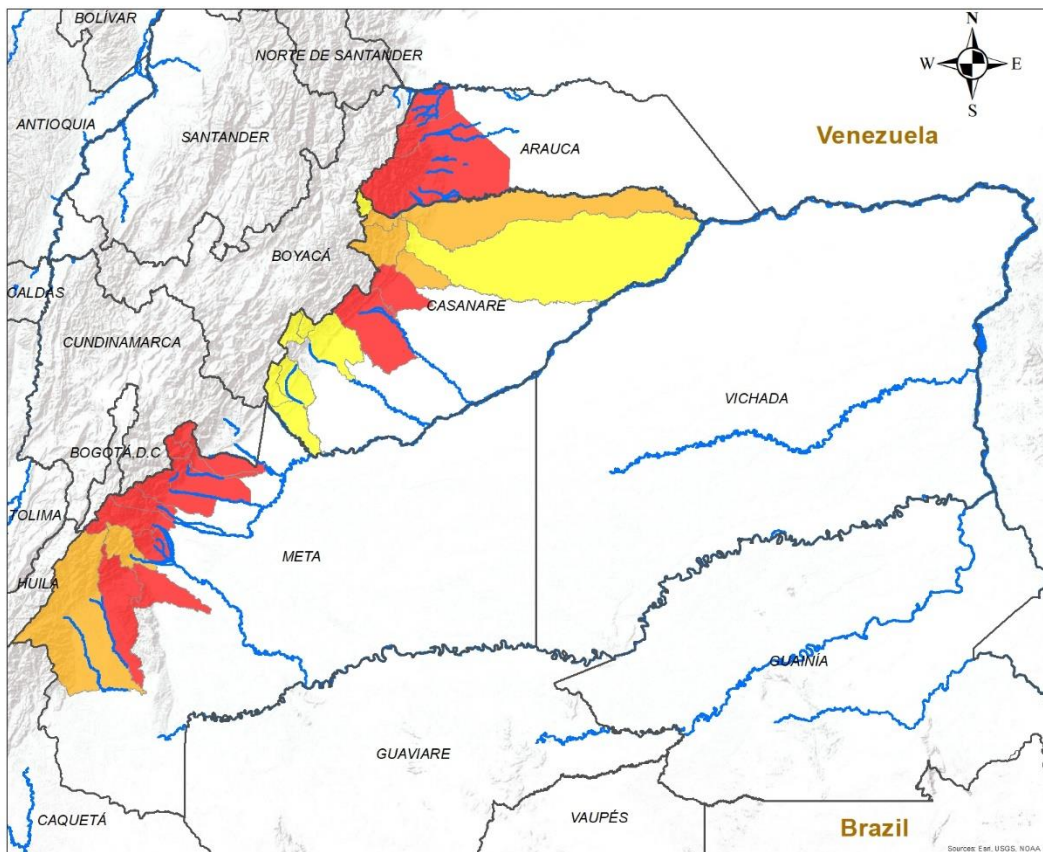 BOLÍVAR
NORTE DE SANTANDER
N
W
E
S
ANTIOQUIA
SANTANDER
ARAUCA
Venezuela
BOYACÁ
CALDAS
CASANARE
CUNDINAMARCA
VICHADA
BOGOTÁ D.C
TOLIMA
META
HUILA
GUAINÍA
GUAVIARE
CAQUETÁ
VAUPÉS
Brazil
Sources: Esri, USGS, NOAA